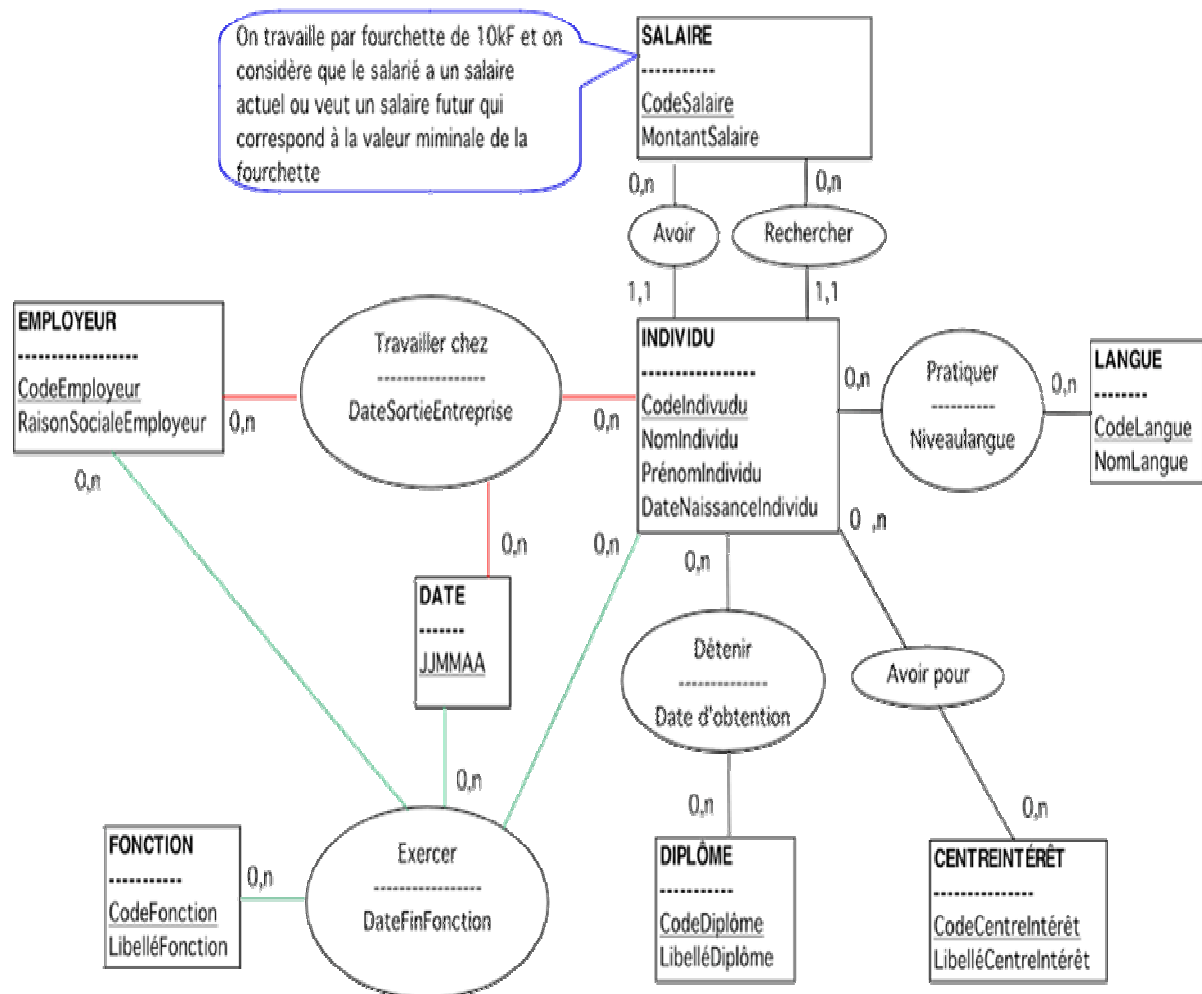 On travaille par fourchette de 10kF et on
considère que le salarié a un salaire
actuel ou veut un salaire futur qui
correspond à la valeur miminale de la
fourchette
SALAIRE
-----------
CodeSalaire
MontantSalaire
0,n
0,n
Avoir
Rechercher
1,1
1,1
EMPLOYEUR
------------------
CodeEmployeur
RaisonSocialeEmployeur
0,n
0,n
Travailler chez
----------------
DateSortieEntreprise
0,n
0,n
INDIVIDU
-----------------
CodeIndivudu
NomIndividu
PrénomIndividu
DateNaissanceIndividu
0,n
Pratiquer
----------
Niveaulangue
0,n
LANGUE
--------
CodeLangue
NomLangue
0,n
0,n
0 ,n
DATE
-------
JJMMAA
0,n
Détenir
--------------
Date d'obtention
Avoir pour
0,n
0,n
FONCTION
-----------
CodeFonction
LibelléFonction
0,n
Exercer
-----------------
DateFinFonction
DIPLÔME
-----------
CodeDiplôme
LibelléDiplôme
CENTREINTÉRÊT
---------------
CodeCentreIntérêt
LibelléCentreIntérêt